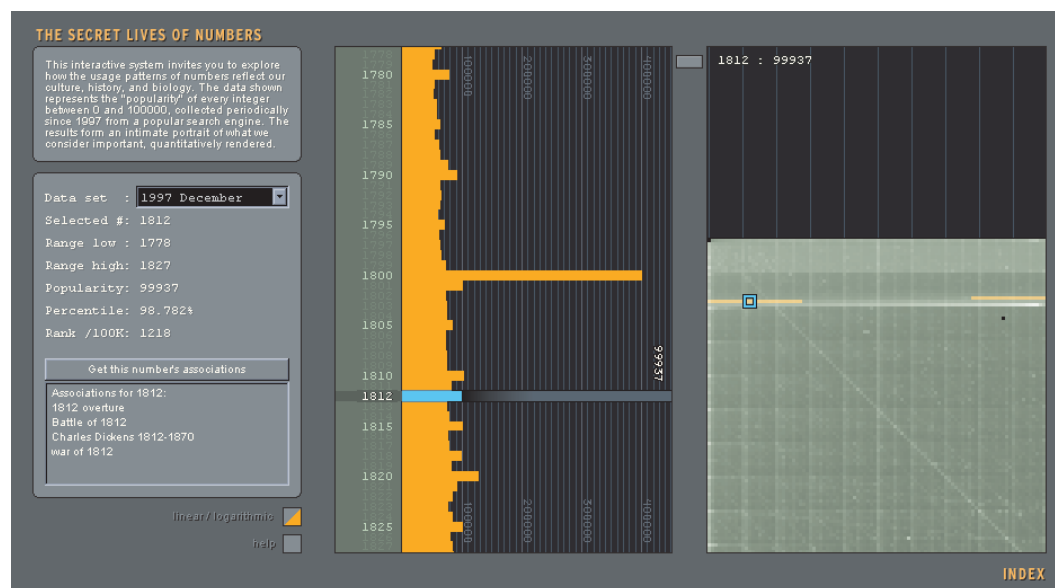 THE SECRET LIVES OF NUMBERS
This interactive system invites you to explore
how the usage patterns of numbers reflect our
culture, history, and biology. The data shown
represents the "popularity" of every integer
between 0 and 100000, collected periodically
since 1997 from a popular search engine. The
results form an intimate portrait of what we
consider important, quantitatively rendered.
Data set : 1997 December
Selected #: 1812
Range low : 1778
Range high: 1827
Popularity: 99937
Percentile: 98.782%
Rank /100K: 1218
Get this number's associations
Associations for 1812:
1812 overture
Battle of 1812
Charles Dickens 1812-1870
war of 1812
linear / logarithmic
help
1780
1785
1790
1795
1800
1805
1810
1812
1815
1820
1825
100000
200000
300000
400000
99937
100000
200000
300000
400000
1812 : 99937
INDEX